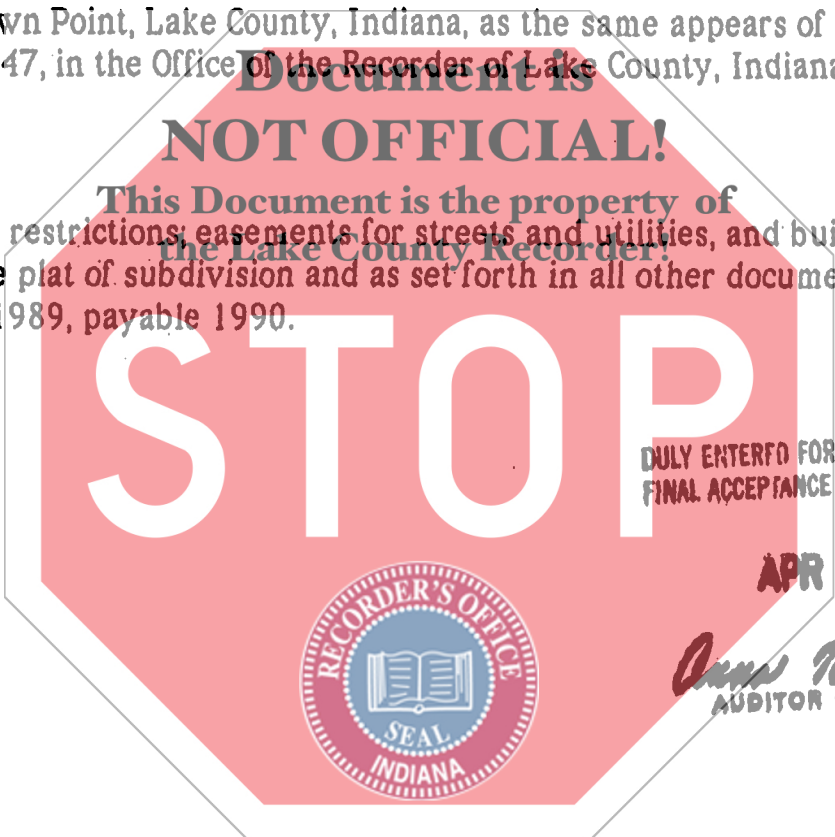 wn Point, Lake County, Indiana, as the same appears of
47, in the Office of the Recorder of Lake County, Indiana
Document is
NOT OFFICIAL!
This Document is the property of
the Lake County Recorder!
restrictions, easements for streets and utilities, and bui
plat of subdivision and as set forth in all other docume
1989, payable 1990.
STOP
DULY ENTERED FOR
FINAL ACCEPTANCE
APR
Anna
AUDITOR
RECORDER'S OFFICE
SEAL
INDIANA